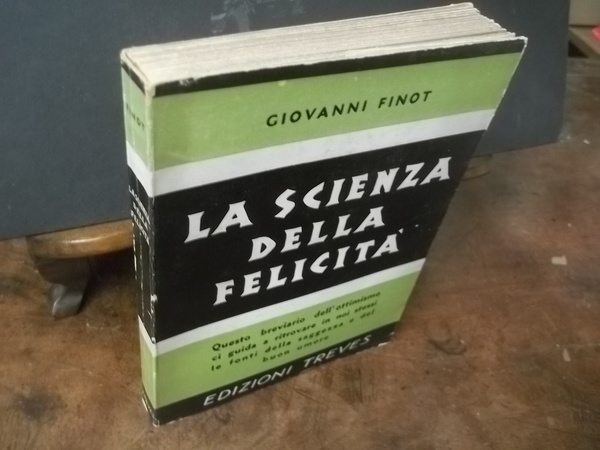 GIOVANNI FINOT
LA SCIENZA
DELLA
FELICITÀ
Questo breviario dell'ottimismo
ci guida a ritrovare in noi stessi
le fonti della saggezza e del
buon umore
EDIZIONI TREVES
FINOT